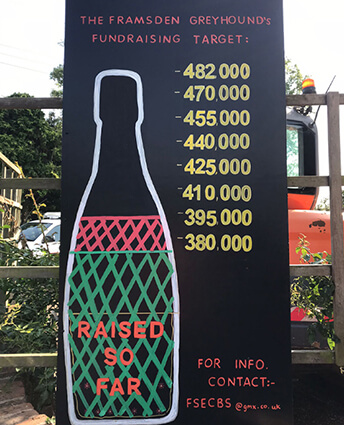 THE FRAMSDEN GREYHOUND's
FUNDRAISING TARGET:
- 482,000
- 470,000
- 455,000
- 440,000
- 425,000
- 410,000
- 395,000
- 380,000
RAISED
SO
FAR
FOR INFO.
CONTACT:-
FSECBS @gmx.co.uk